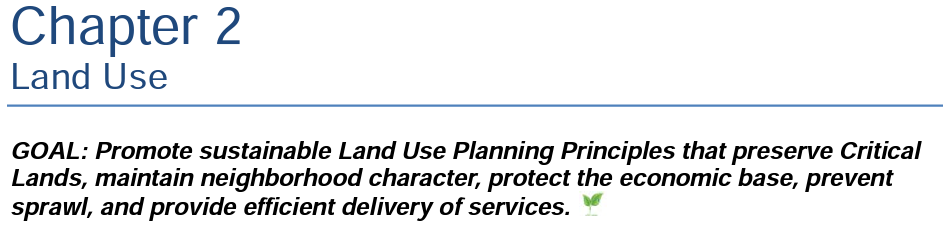 Chapter 2
Land Use
GOAL: Promote sustainable Land Use Planning Principles that preserve Critical
Lands, maintain neighborhood character, protect the economic base, prevent
sprawl, and provide efficient delivery of services.